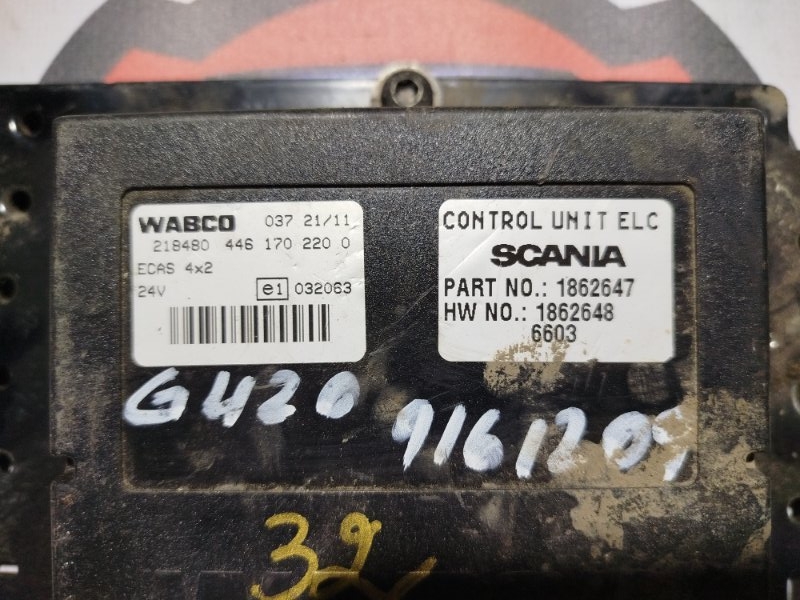 WABCO 037 21/11
218480 446 170 220 0
ECAS 4x2
24V e1 032063
CONTROL UNIT ELC
SCANIA
PART NO.: 1862647
HW NO.: 1862648
6603
G420
32